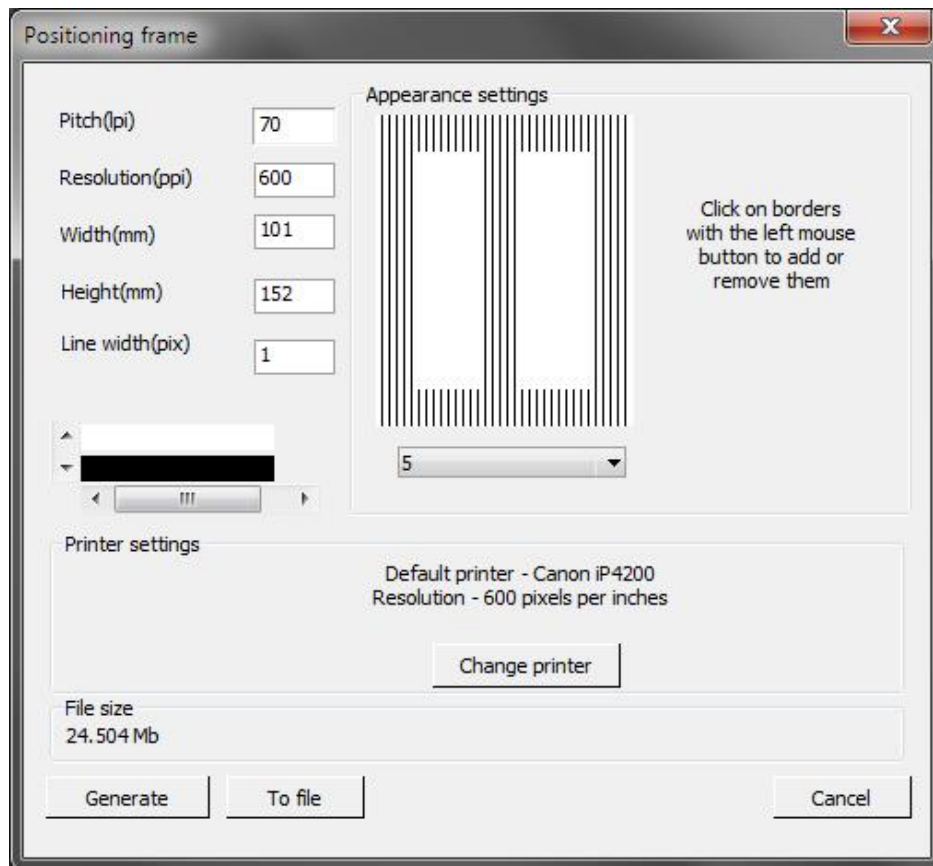 Positioning frame
Pitch(lpi) 70
Resolution(ppi) 600
Width(mm) 101
Height(mm) 152
Line width(pix) 1
Appearance settings
Click on borders
with the left mouse
button to add or
remove them
5
Printer settings
Default printer - Canon iP4200
Resolution - 600 pixels per inches
Change printer
File size
24.504 Mb
Generate To file Cancel